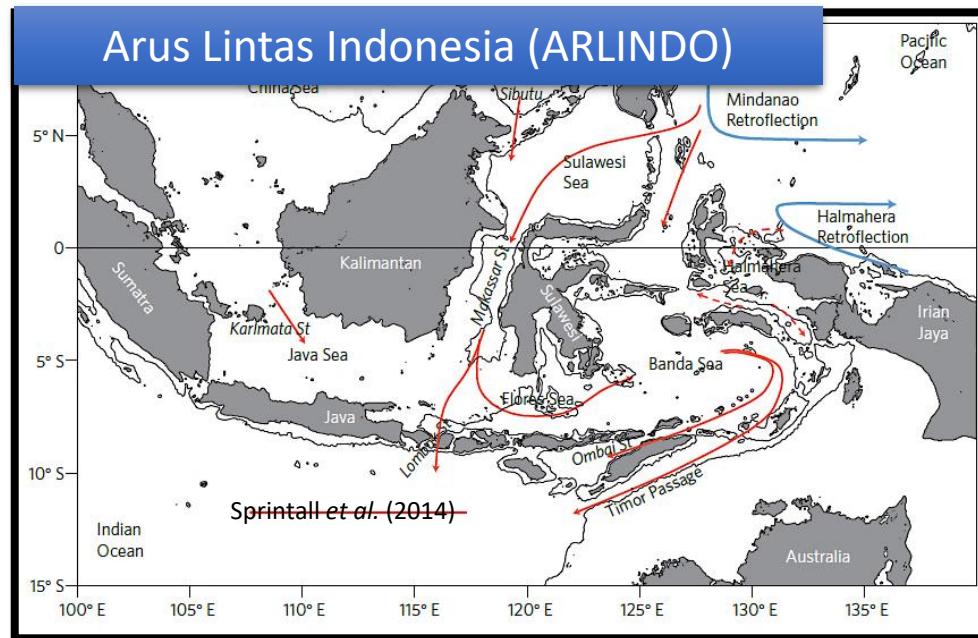 Arus Lintas Indonesia (ARLINDO)
Pacific
Ocean
China Sea
Sibutu
Mindanao
Retroflection
5° N
Sulawesi
Sea
Halmahera
Retroflection
0
Kalimantan
Makassar St
Halmahera
Sea
Sumatra
Sulawesi
Irian
Jaya
Karimata St
Java Sea
5° S
Banda Sea
Flores Sea
Java
Lombok
Ombai St
10° S
Timor Passage
Sprintall et al. (2014)
Indian
Ocean
Australia
15° S
100° E
105° E
110° E
115° E
120° E
125° E
130° E
135° E